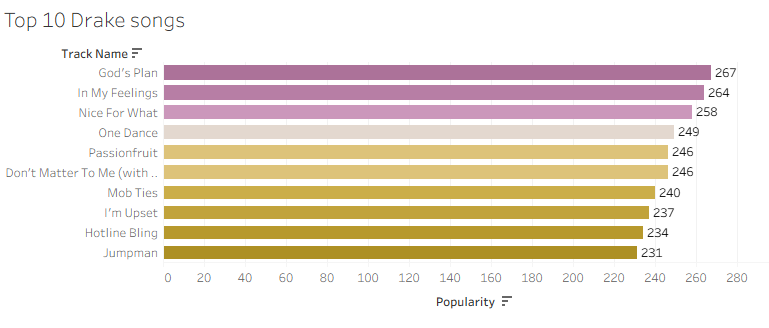 Top 10 Drake songs
Track Name
God's Plan 267
In My Feelings 264
Nice For What 258
One Dance 249
Passionfruit 246
Don't Matter To Me (with .. 246
Mob Ties 240
I'm Upset 237
Hotline Bling 234
Jumpman 231
0 20 40 60 80 100 120 140 160 180 200 220 240 260 280
Popularity